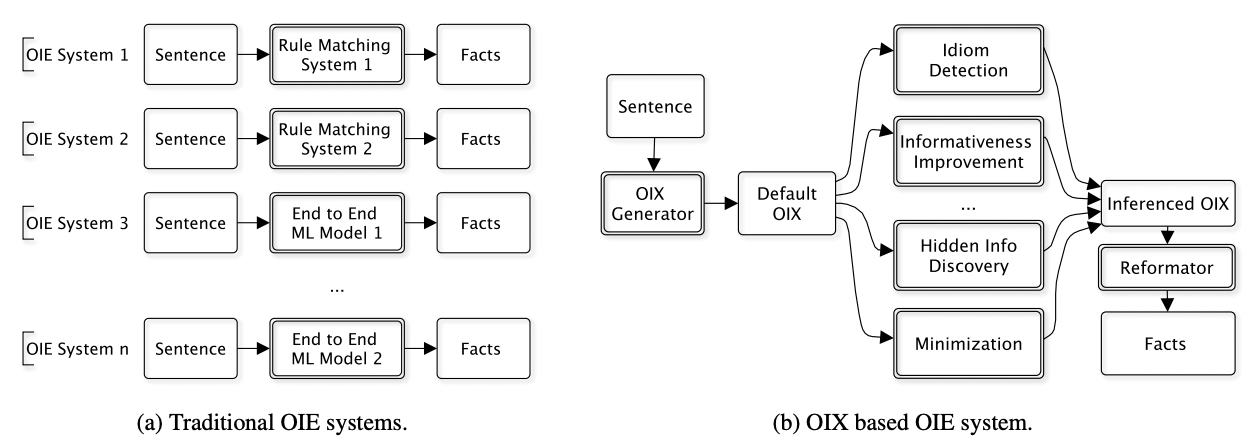 OIE System 1
Sentence
Rule Matching
System 1
Facts
OIE System 2
Sentence
Rule Matching
System 2
Facts
OIE System 3
Sentence
End to End
ML Model 1
Facts
...
OIE System n
Sentence
End to End
ML Model 2
Facts
(a) Traditional OIE systems.
Sentence
OIX
Generator
Default
OIX
Idiom
Detection
Informativeness
Improvement
...
Hidden Info
Discovery
Minimization
Inferenced OIX
Reformator
Facts
(b) OIX based OIE system.